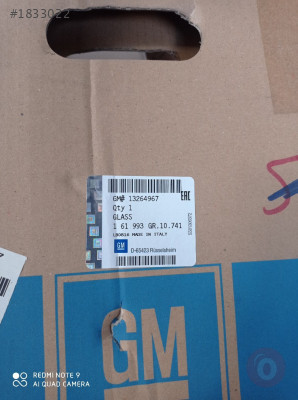 #1833022
GM# 13264967
Qty 1
GLASS
1 61 993 GR.10.741
MADE IN ITALY
GM
D-65423 Rüsselsheim
GM
REDMI NOTE 9
AI QUAD CAMERA